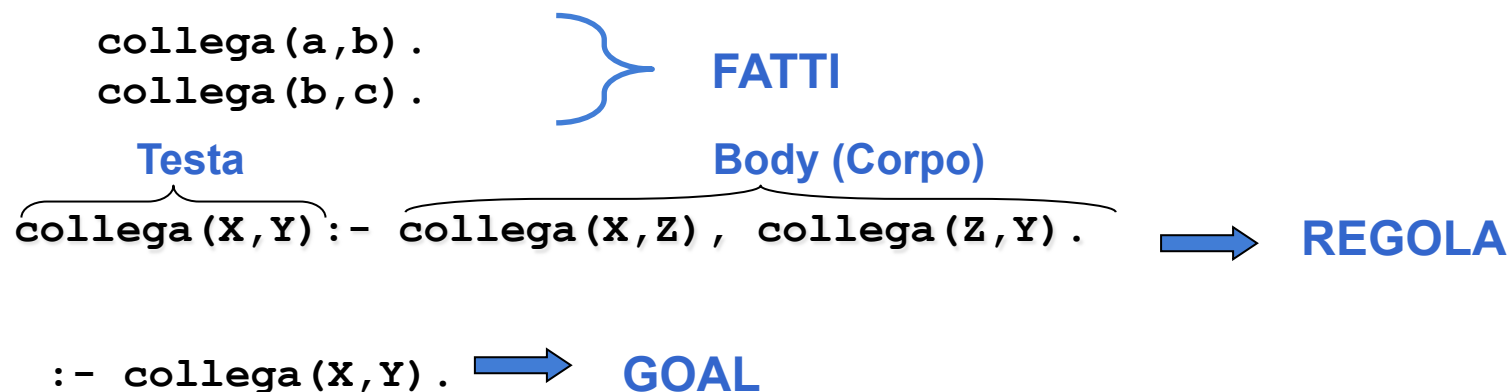 collega(a,b).
collega(b,c).
FATTI
Testa
Body (Corpo)
collega(X,Y):- collega(X,Z), collega(Z,Y).
REGOLA
:- collega(X,Y).
GOAL